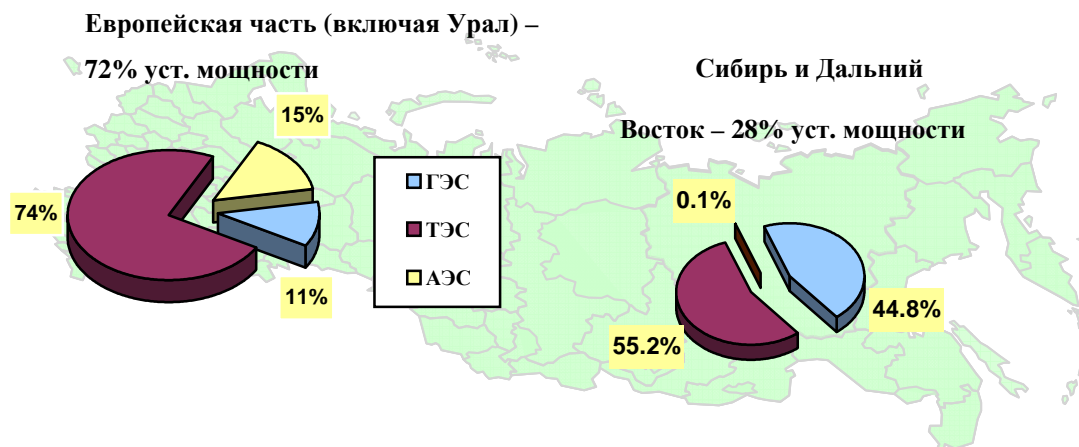 Европейская часть (включая Урал) –
72% уст. мощности
15%
74%
11%
ГЭС
ТЭС
АЭС
Сибирь и Дальний
Восток – 28% уст. мощности
0.1%
44.8%
55.2%